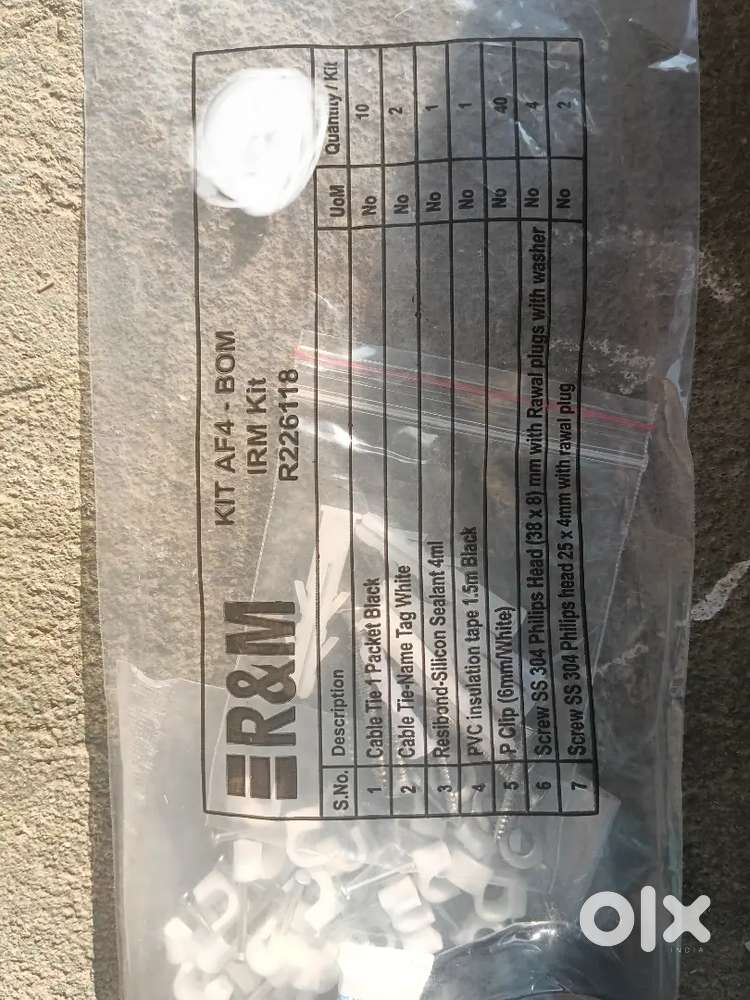 R&M
KIT AF4 - BOM
IRM Kit
R226118
S.No. Description UoM Quantity / Kit
1 Cable Tie 1 Packet Black No 10
2 Cable Tie-Name Tag White No 2
3 Resibond-Silicon Sealant 4ml No 1
4 PVC insulation tape 1.5m Black No 1
5 P Clip (6mm/White) No 40
6 Screw SS 304 Philips Head (38 x 8) mm with Rawal plugs with washer No 4
7 Screw SS 304 Philips head 25 x 4mm with rawal plug No 2
olx
INDIA